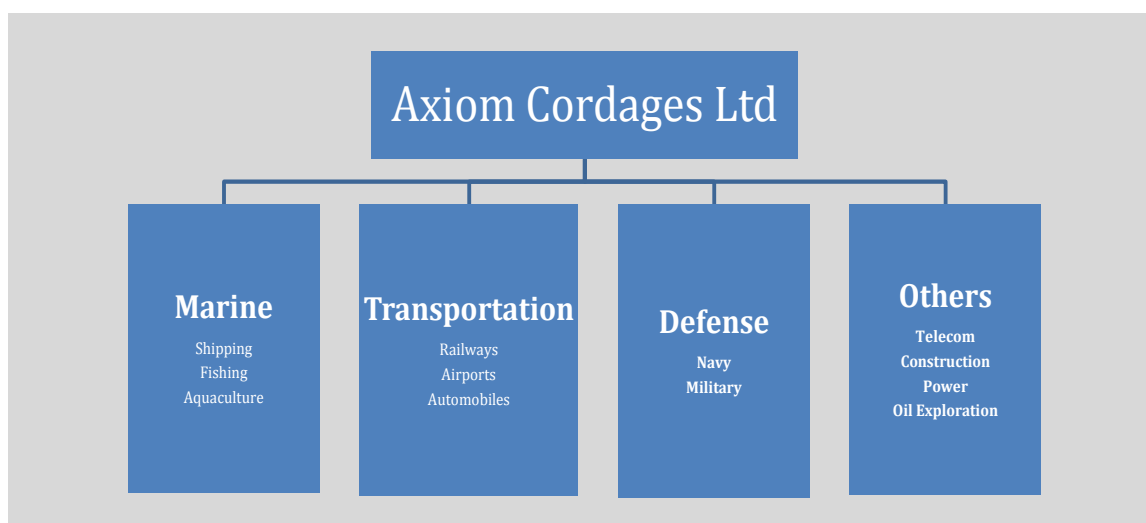 Axiom Cordages Ltd
Marine
Shipping
Fishing
Aquaculture
Transportation
Railways
Airports
Automobiles
Defense
Navy
Military
Others
Telecom
Construction
Power
Oil Exploration